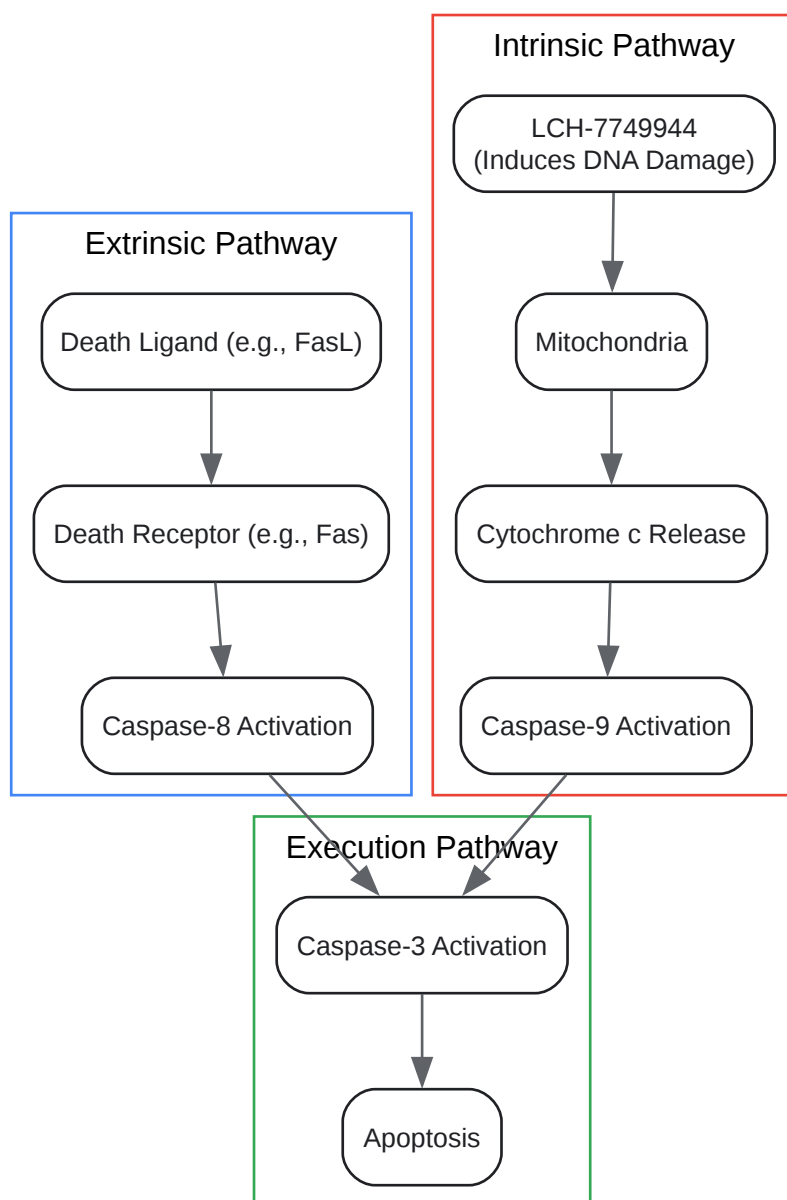 Intrinsic Pathway
LCH-7749944
(Induces DNA Damage)
Mitochondria
Cytochrome c Release
Caspase-9 Activation
Extrinsic Pathway
Death Ligand (e.g., FasL)
Death Receptor (e.g., Fas)
Caspase-8 Activation
Execution Pathway
Caspase-3 Activation
Apoptosis